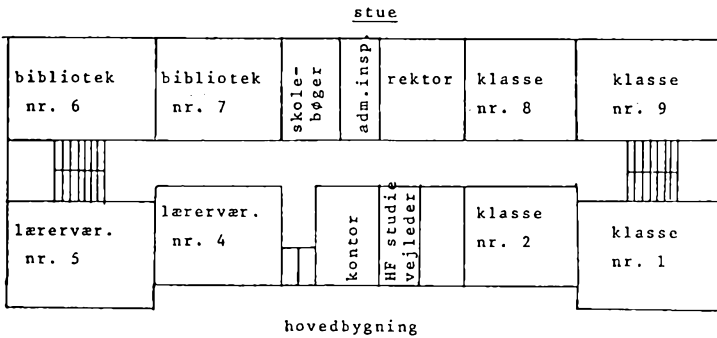 stue
bibliotek
nr. 6
bibliotek
nr. 7
skole-
bøger
adm.insp.
rektor
klasse
nr. 8
klasse
nr. 9
lærervær.
nr. 5
lærervær.
nr. 4
kontor
HF studie
vejleder
klasse
nr. 2
klasse
nr. 1
hovedbygning